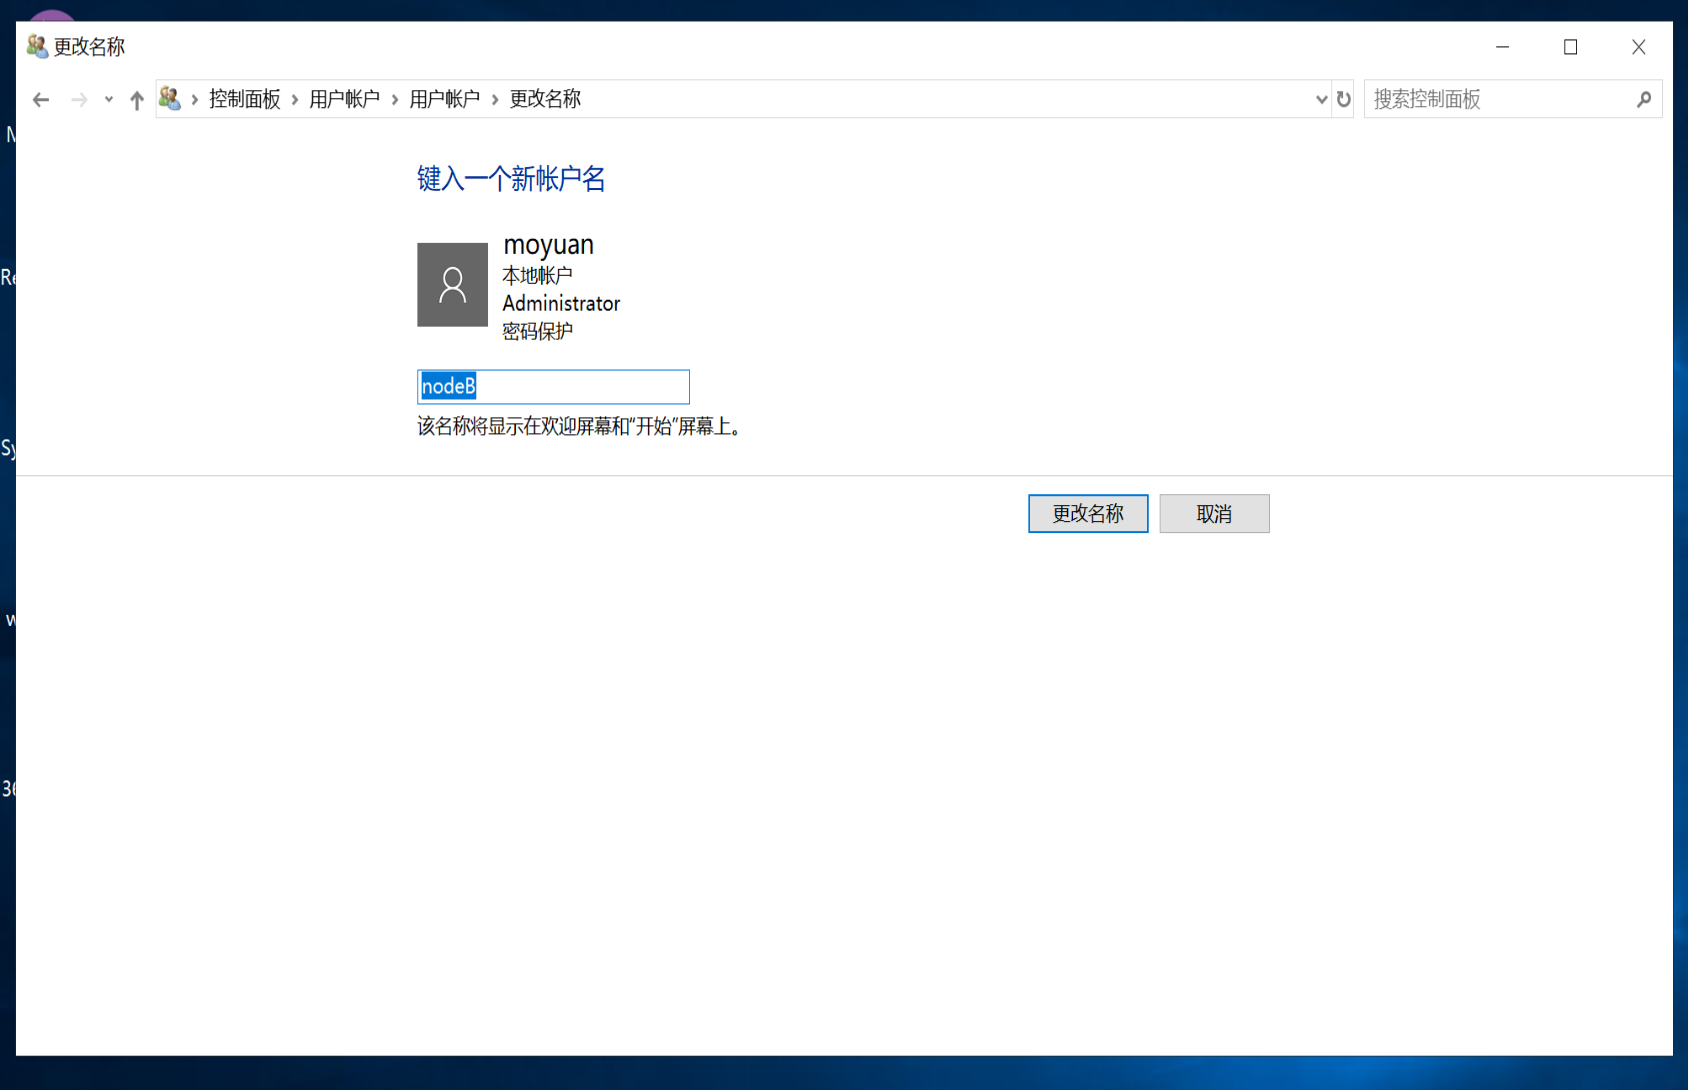 更改名称
控制面板 › 用户帐户 › 用户帐户 › 更改名称
搜索控制面板
键入一个新帐户名
moyuan
本地帐户
Administrator
密码保护
nodeB
该名称将显示在欢迎屏幕和“开始”屏幕上。
更改名称
取消